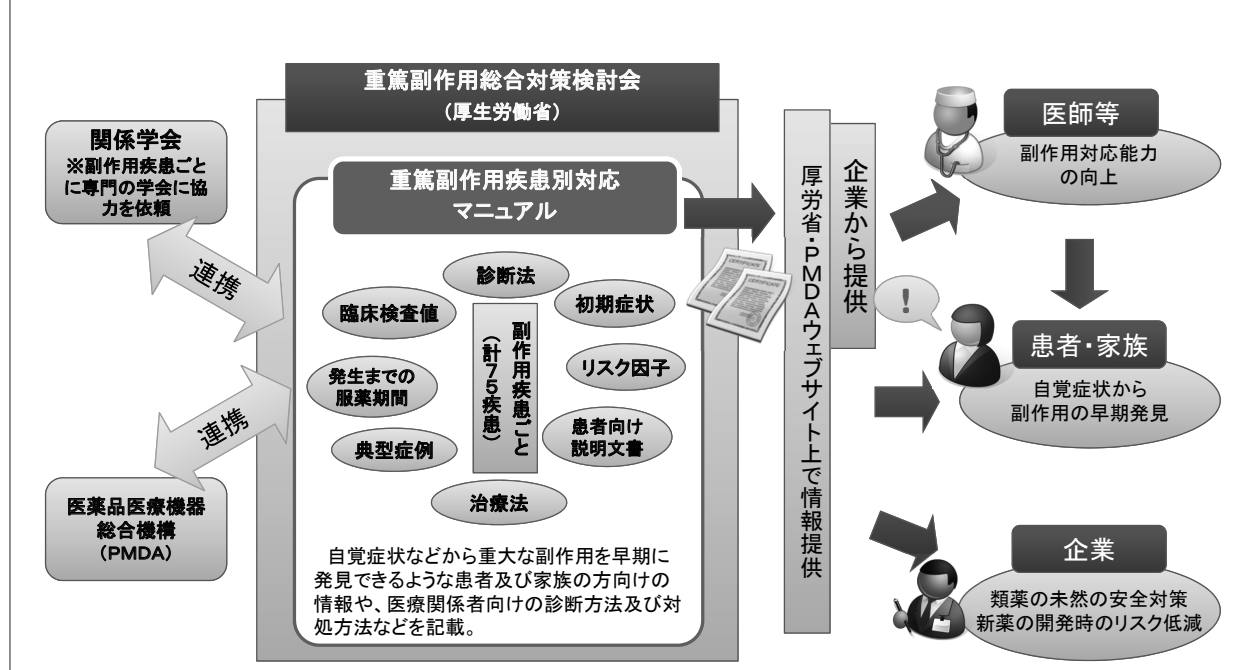 重篤副作用総合対策検討会
(厚生労働省)
関係学会
※副作用疾患ごと
に専門の学会に協
力を依頼
連携
連携
医薬品医療機器
総合機構
(PMDA)
重篤副作用疾患別対応
マニュアル
診断法
臨床検査値
初期症状
発生までの
服薬期間
リスク因子
典型症例
患者向け
説明文書
治療法
副作用疾患ごと
(計75疾患)
自覚症状などから重大な副作用を早期に
発見できるような患者及び家族の方向けの
情報や、医療関係者向けの診断方法及び対
処方法などを記載。
CERTIFICATE
CERTIFICATE
企業から提供
厚労省・PMDAウェブサイト上で情報提供
医師等
副作用対応能力
の向上
!
患者・家族
自覚症状から
副作用の早期発見
企業
類薬の未然の安全対策
新薬の開発時のリスク低減